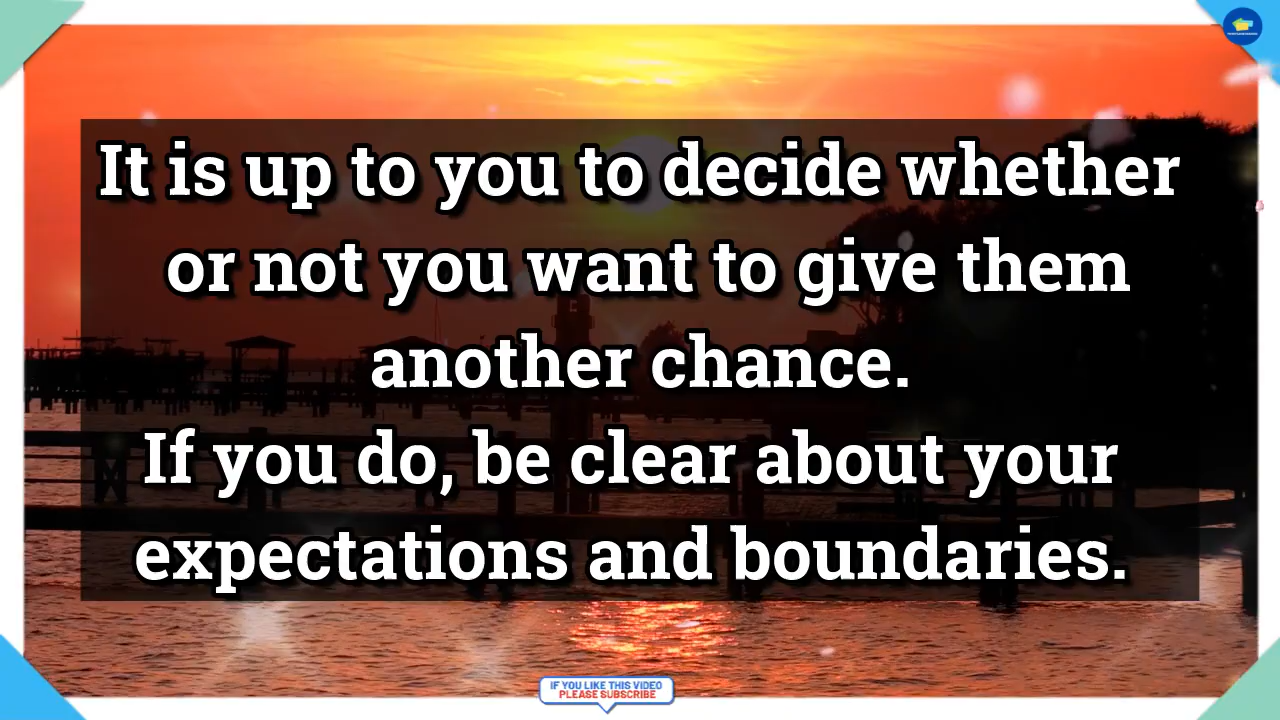 It is up to you to decide whether
or not you want to give them
another chance.
If you do, be clear about your
expectations and boundaries.
IF YOU LIKE THIS VIDEO
PLEASE SUBSCRIBE